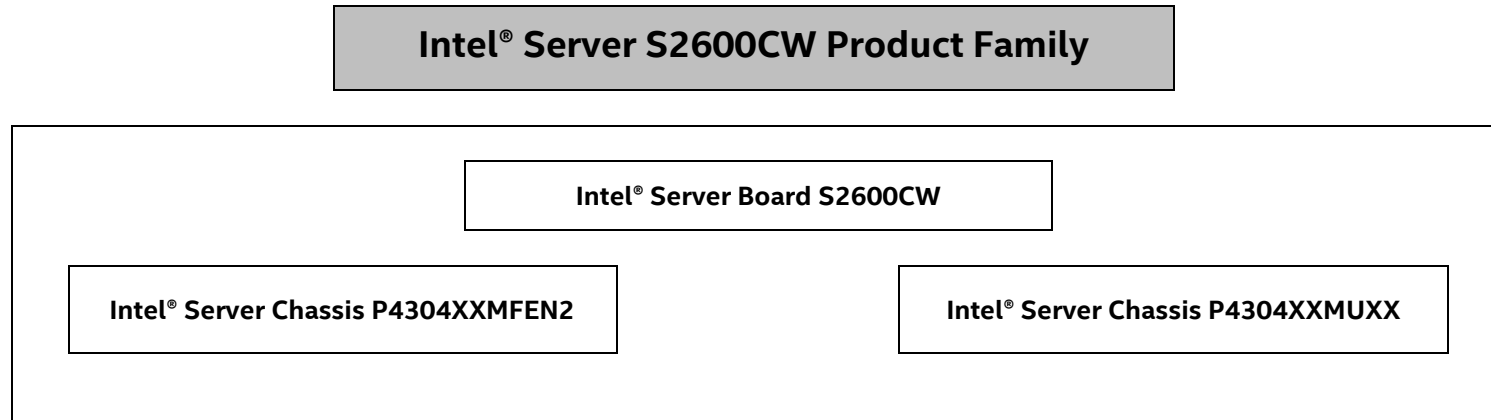 Intel® Server S2600CW Product Family
Intel® Server Board S2600CW
Intel® Server Chassis P4304XXMFEN2
Intel® Server Chassis P4304XXMUXX